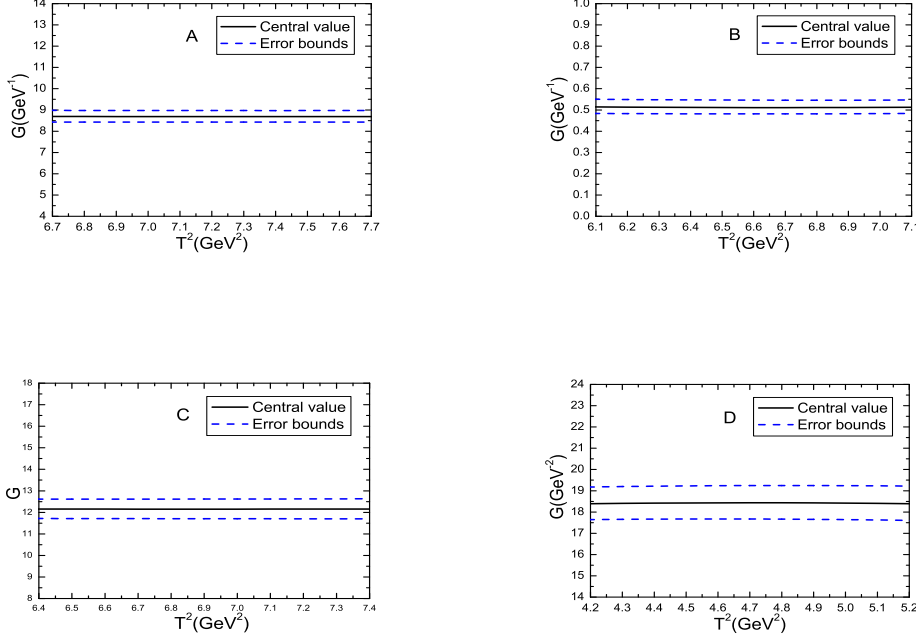 14
13
12
11
10
9
8
7
6
5
4
G(GeV⁻¹)
A
Central value
Error bounds
6.7 6.8 6.9 7.0 7.1 7.2 7.3 7.4 7.5 7.6 7.7
T²(GeV²)
1.0
0.9
0.8
0.7
0.6
0.5
0.4
0.3
0.2
0.1
0.0
G(GeV⁻¹)
B
Central value
Error bounds
6.1 6.2 6.3 6.4 6.5 6.6 6.7 6.8 6.9 7.0 7.1
T²(GeV²)
18
17
16
15
14
13
12
11
10
9
8
G
C
Central value
Error bounds
6.4 6.5 6.6 6.7 6.8 6.9 7.0 7.1 7.2 7.3 7.4
T²(GeV²)
24
23
22
21
20
19
18
17
16
15
14
G(GeV⁻²)
D
Central value
Error bounds
4.2 4.3 4.4 4.5 4.6 4.7 4.8 4.9 5.0 5.1 5.2
T²(GeV²)